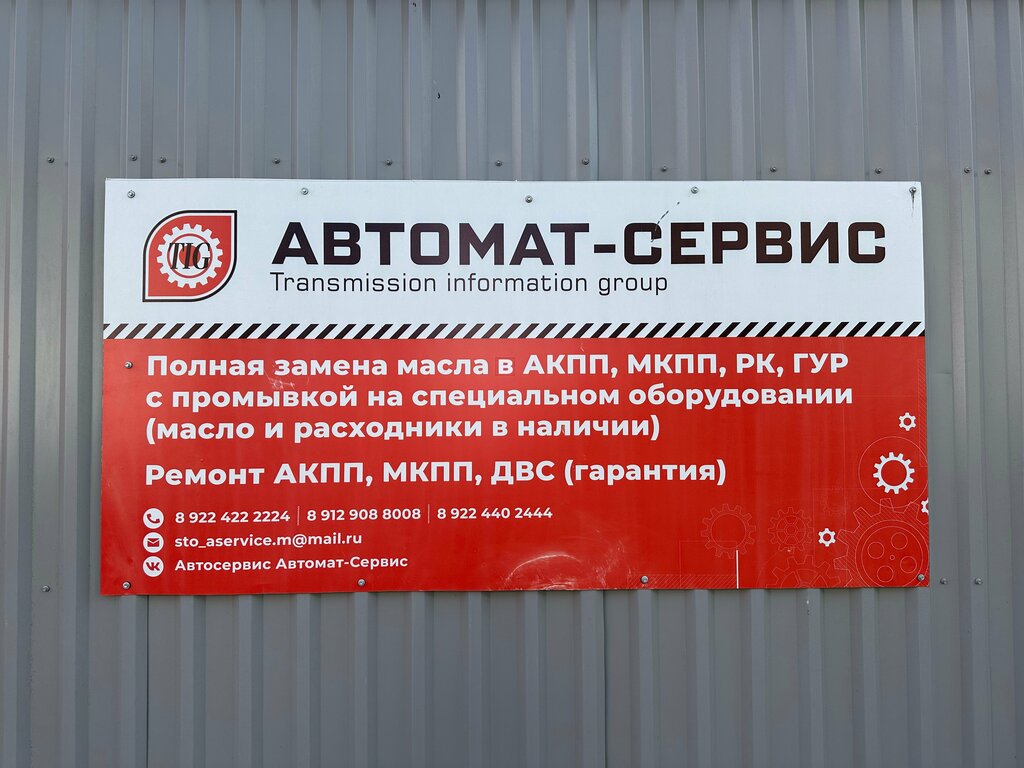 TIG
АВТОМАТ-СЕРВИС
Transmission information group
Полная замена масла в АКПП, МКПП, РК, ГУР
с промывкой на специальном оборудовании
(масло и расходники в наличии)
Ремонт АКПП, МКПП, ДВС (гарантия)
8 922 422 2224 | 8 912 908 8008 | 8 922 440 2444
sto_aservice.m@mail.ru
Автосервис Автомат-Сервис